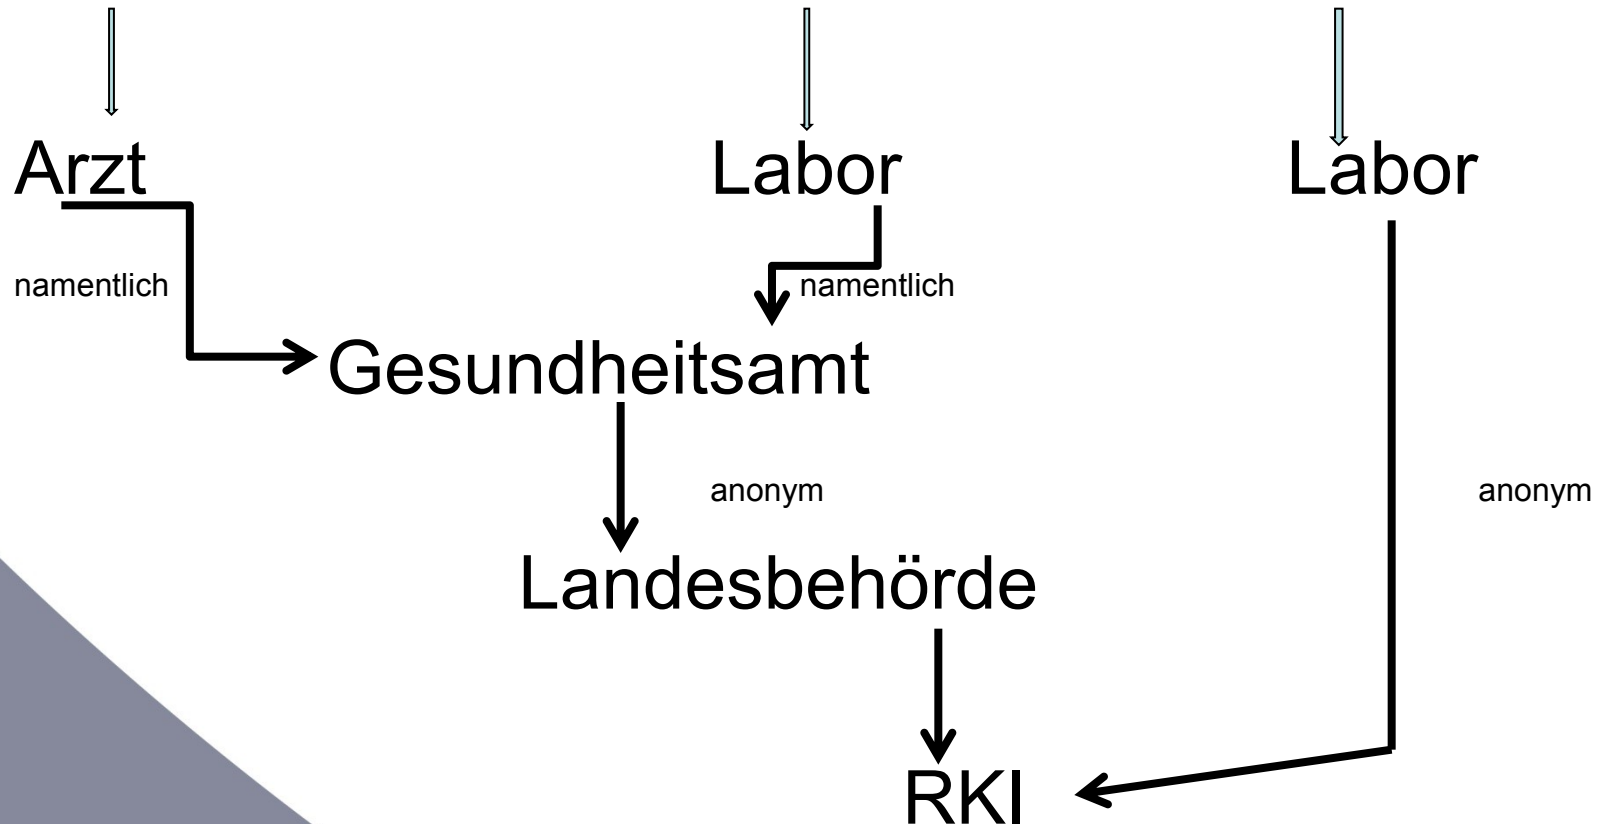 Arzt
Labor
Labor
namentlich
namentlich
Gesundheitsamt
anonym
anonym
Landesbehörde
RKI